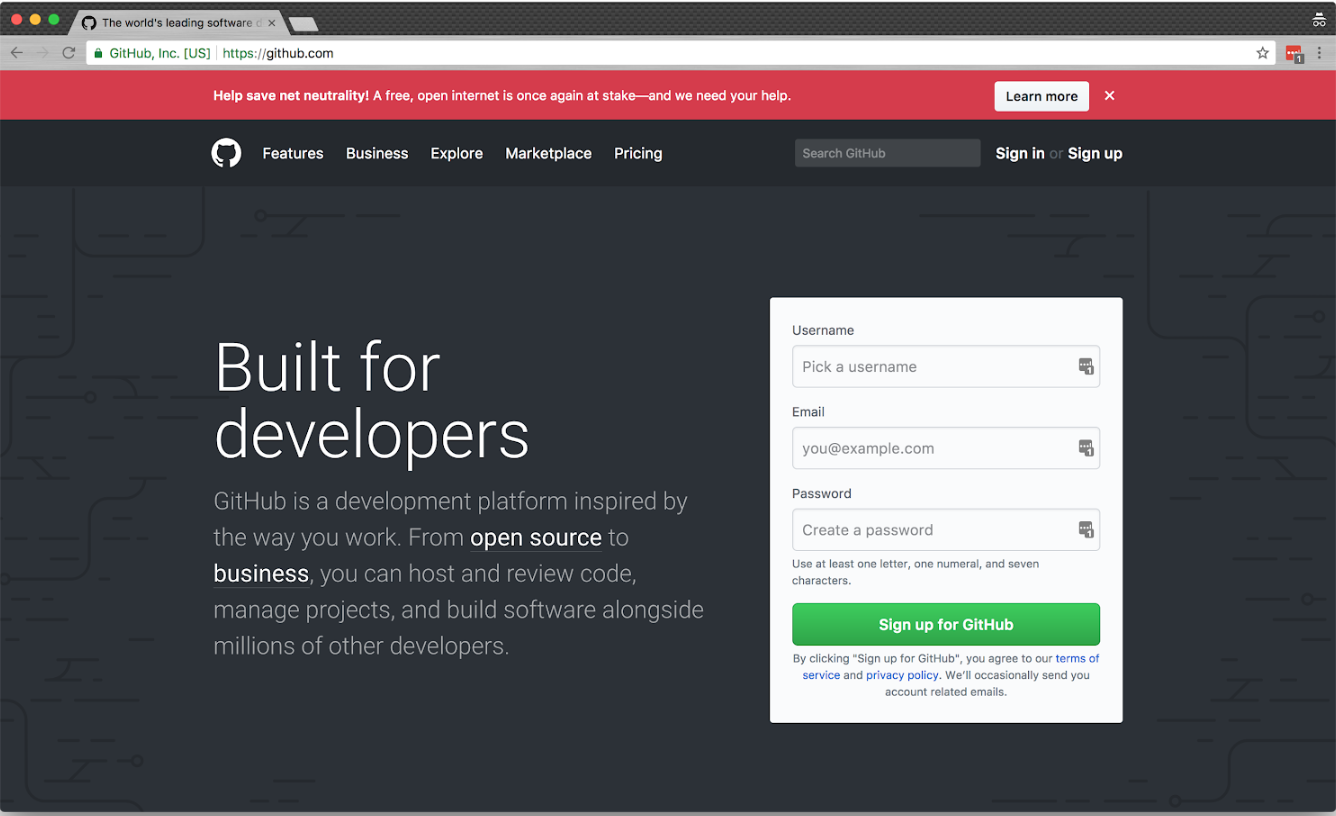 The world's leading software d
GitHub, Inc. [US] https://github.com
1
Help save net neutrality! A free, open internet is once again at stake—and we need your help.
Learn more
Features Business Explore Marketplace Pricing
Search GitHub
Sign in or Sign up
Built for
developers
GitHub is a development platform inspired by
the way you work. From open source to
business, you can host and review code,
manage projects, and build software alongside
millions of other developers.
Username
Pick a username
1
Email
you@example.com
1
Password
Create a password
1
Use at least one letter, one numeral, and seven
characters.
Sign up for GitHub
By clicking "Sign up for GitHub", you agree to our terms of
service and privacy policy. We’ll occasionally send you
account related emails.